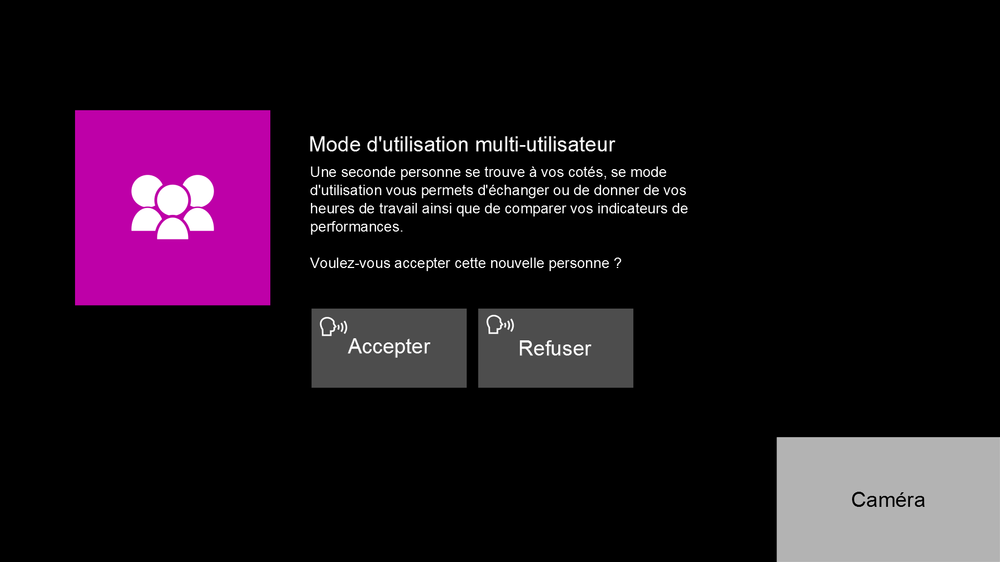 Mode d'utilisation multi-utilisateur
Une seconde personne se trouve à vos cotés, se mode
d'utilisation vous permets d'échanger ou de donner de vos
heures de travail ainsi que de comparer vos indicateurs de
performances.
Voulez-vous accepter cette nouvelle personne ?
Accepter
Refuser
Caméra